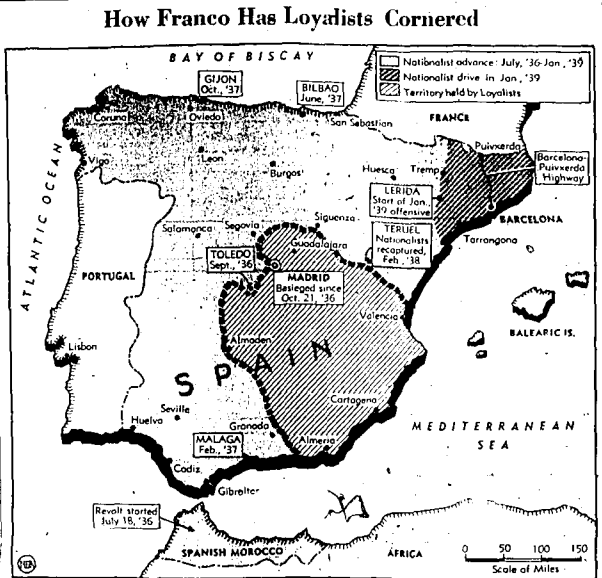 How Franco Has Loyalists Cornered
BAY OF BISCAY
Nationalist advance: July, '36-Jan, '39
Nationalist drive in Jan, '39
Territory held by Loyalists
GIJON
Oct., '37
BILBAO
June, '37
Coruna
Oviedo
San Sebastian
FRANCE
Puixverda
Vigo
Leon
Burgos
Huesca
Tremp
Barcelona-
Puixverda
Highway
LERIDA
Start of Jan.,
'39 offensive
ATLANTIC OCEAN
Salamanca
Segovia
Siguenza
Guadalajara
BARCELONA
Tarrangona
TERUEL
Nationalists
recaptured,
Feb., '38
TOLEDO
Sept., '36
MADRID
Basieged since
Oct. 21, '36
PORTUGAL
Valencia
BALEARIC IS.
Lisbon
Almaden
SPAIN
Cartagena
Seville
Huelva
Granada
Almeria
MEDITERRANEAN
SEA
MALAGA
Feb., '37
Cadiz
Gibralter
Revolt started
July 18, '36
SPANISH MOROCCO
AFRICA
0 50 100 150
Scale of Miles